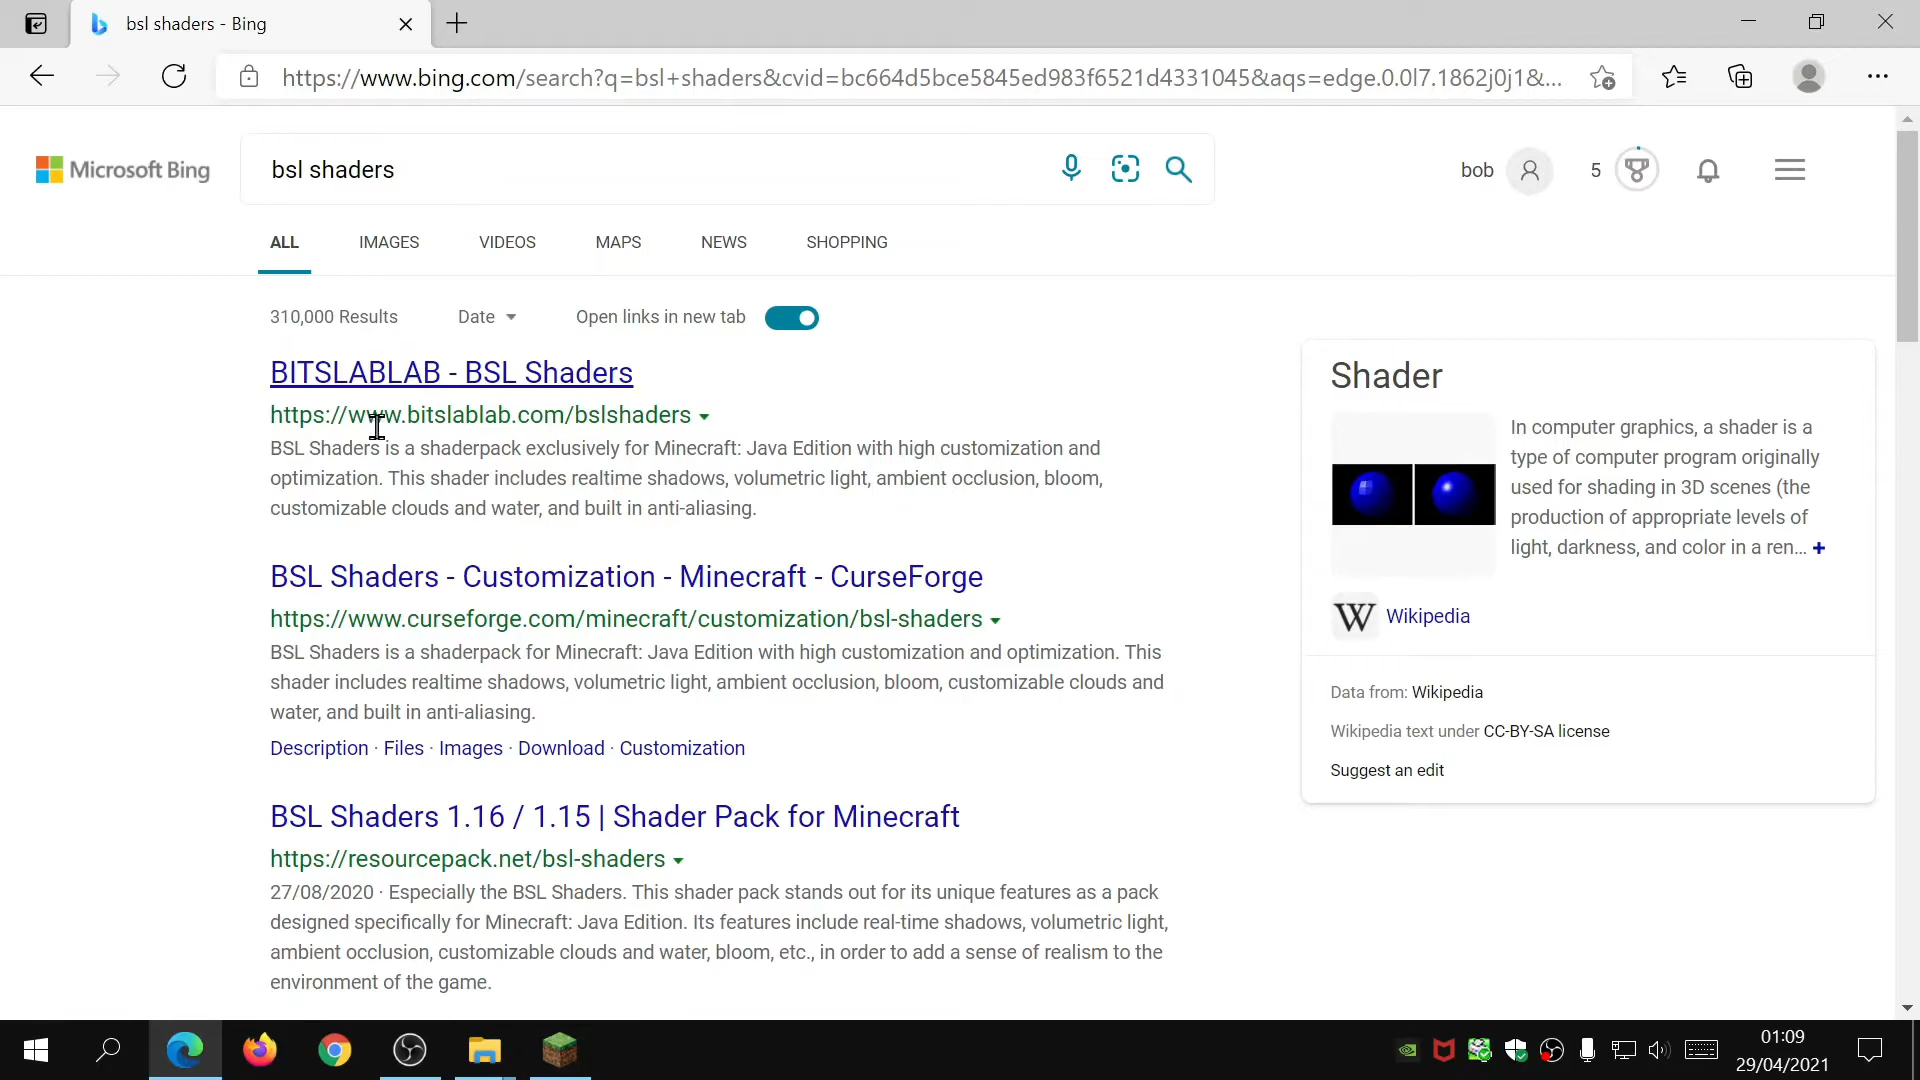 bsl shaders - Bing
https://www.bing.com/search?q=bsl+shaders&cvid=bc664d5bce5845ed983f6521d4331045&aqs=edge.0.0l7.1862j0j1&...
Microsoft Bing
bsl shaders
bob
5
ALL
IMAGES
VIDEOS
MAPS
NEWS
SHOPPING
310,000 Results
Date
Open links in new tab
BITSLABLAB - BSL Shaders
https://www.bitslablab.com/bslshaders
BSL Shaders is a shaderpack exclusively for Minecraft: Java Edition with high customization and
optimization. This shader includes realtime shadows, volumetric light, ambient occlusion, bloom,
customizable clouds and water, and built in anti-aliasing.
BSL Shaders - Customization - Minecraft - CurseForge
https://www.curseforge.com/minecraft/customization/bsl-shaders
BSL Shaders is a shaderpack for Minecraft: Java Edition with high customization and optimization. This
shader includes realtime shadows, volumetric light, ambient occlusion, bloom, customizable clouds and
water, and built in anti-aliasing.
Description · Files · Images · Download · Customization
BSL Shaders 1.16 / 1.15 | Shader Pack for Minecraft
https://resourcepack.net/bsl-shaders
27/08/2020 · Especially the BSL Shaders. This shader pack stands out for its unique features as a pack
designed specifically for Minecraft: Java Edition. Its features include real-time shadows, volumetric light,
ambient occlusion, customizable clouds and water, bloom, etc., in order to add a sense of realism to the
environment of the game.
Shader
In computer graphics, a shader is a
type of computer program originally
used for shading in 3D scenes (the
production of appropriate levels of
light, darkness, and color in a ren... +
W Wikipedia
Data from: Wikipedia
Wikipedia text under CC-BY-SA license
Suggest an edit
01:09
29/04/2021